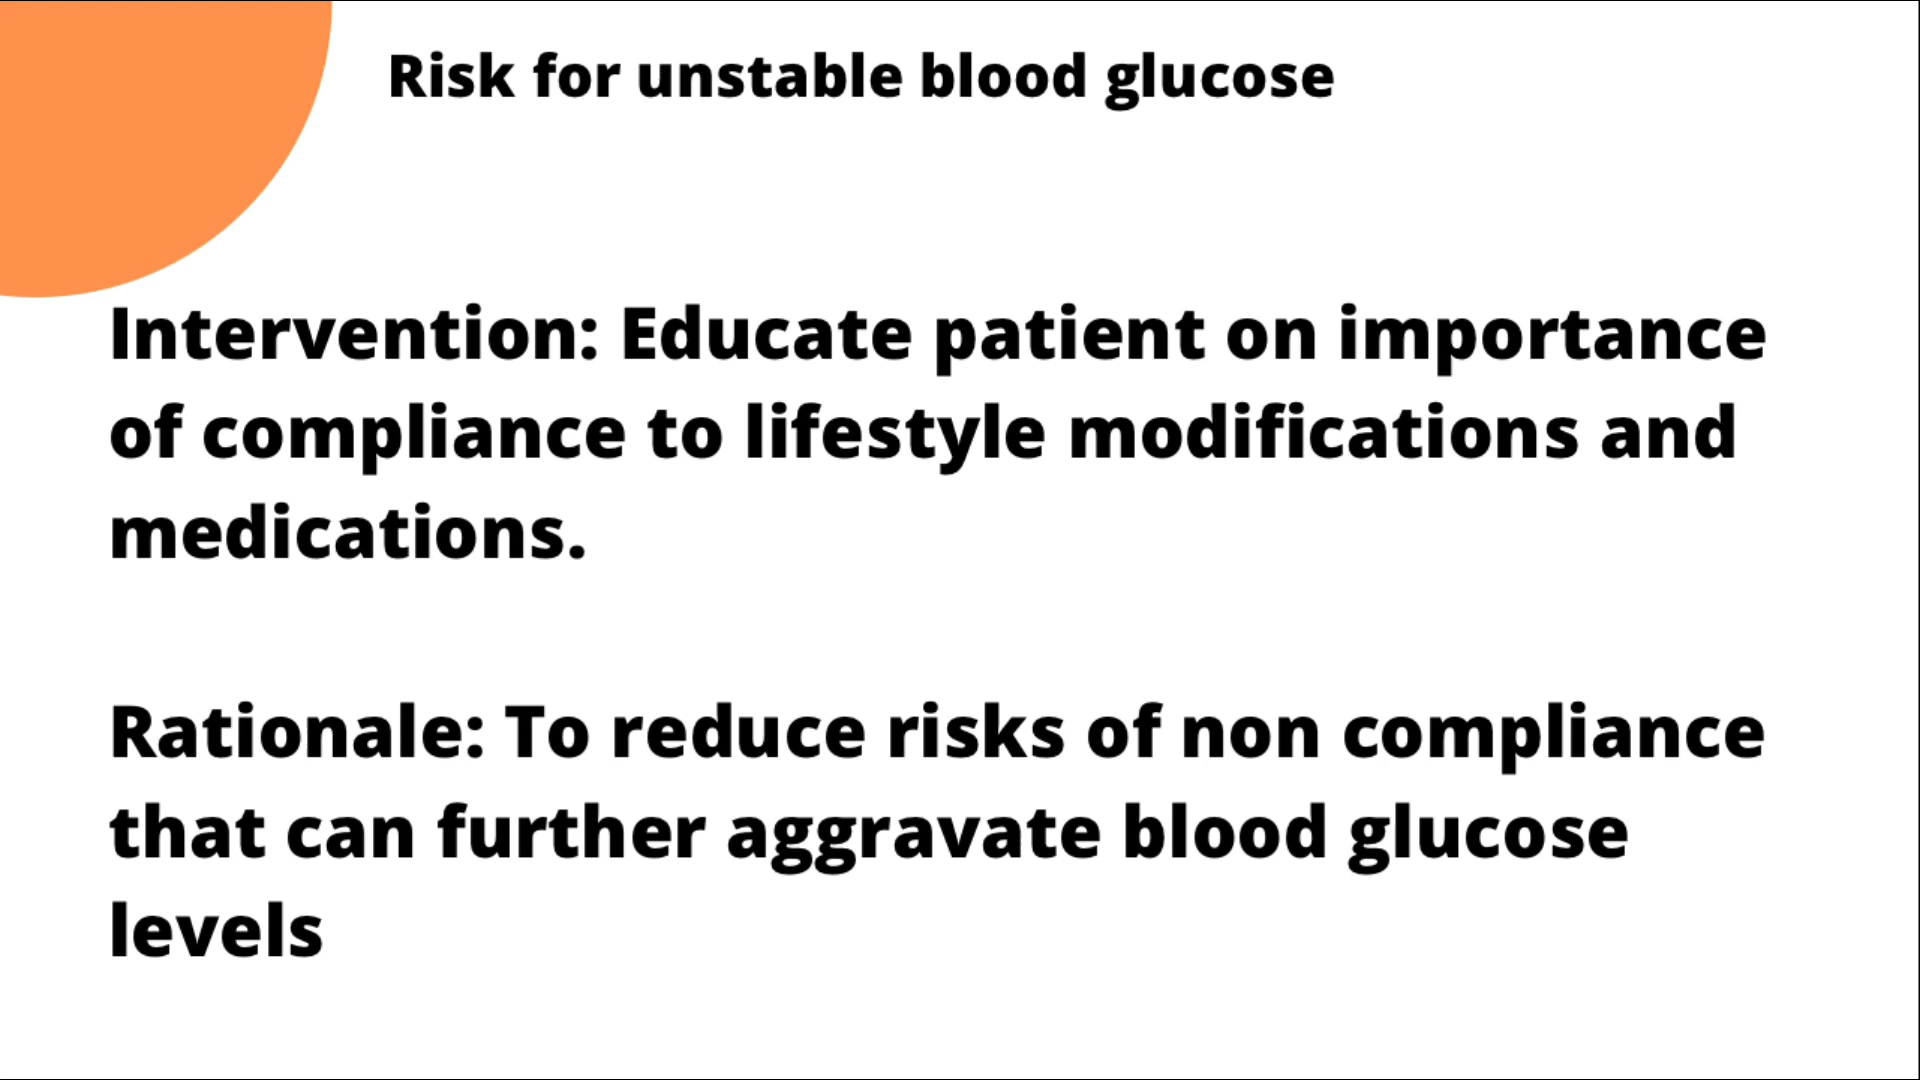 Risk for unstable blood glucose
Intervention: Educate patient on importance
of compliance to lifestyle modifications and
medications.
Rationale: To reduce risks of non compliance
that can further aggravate blood glucose
levels